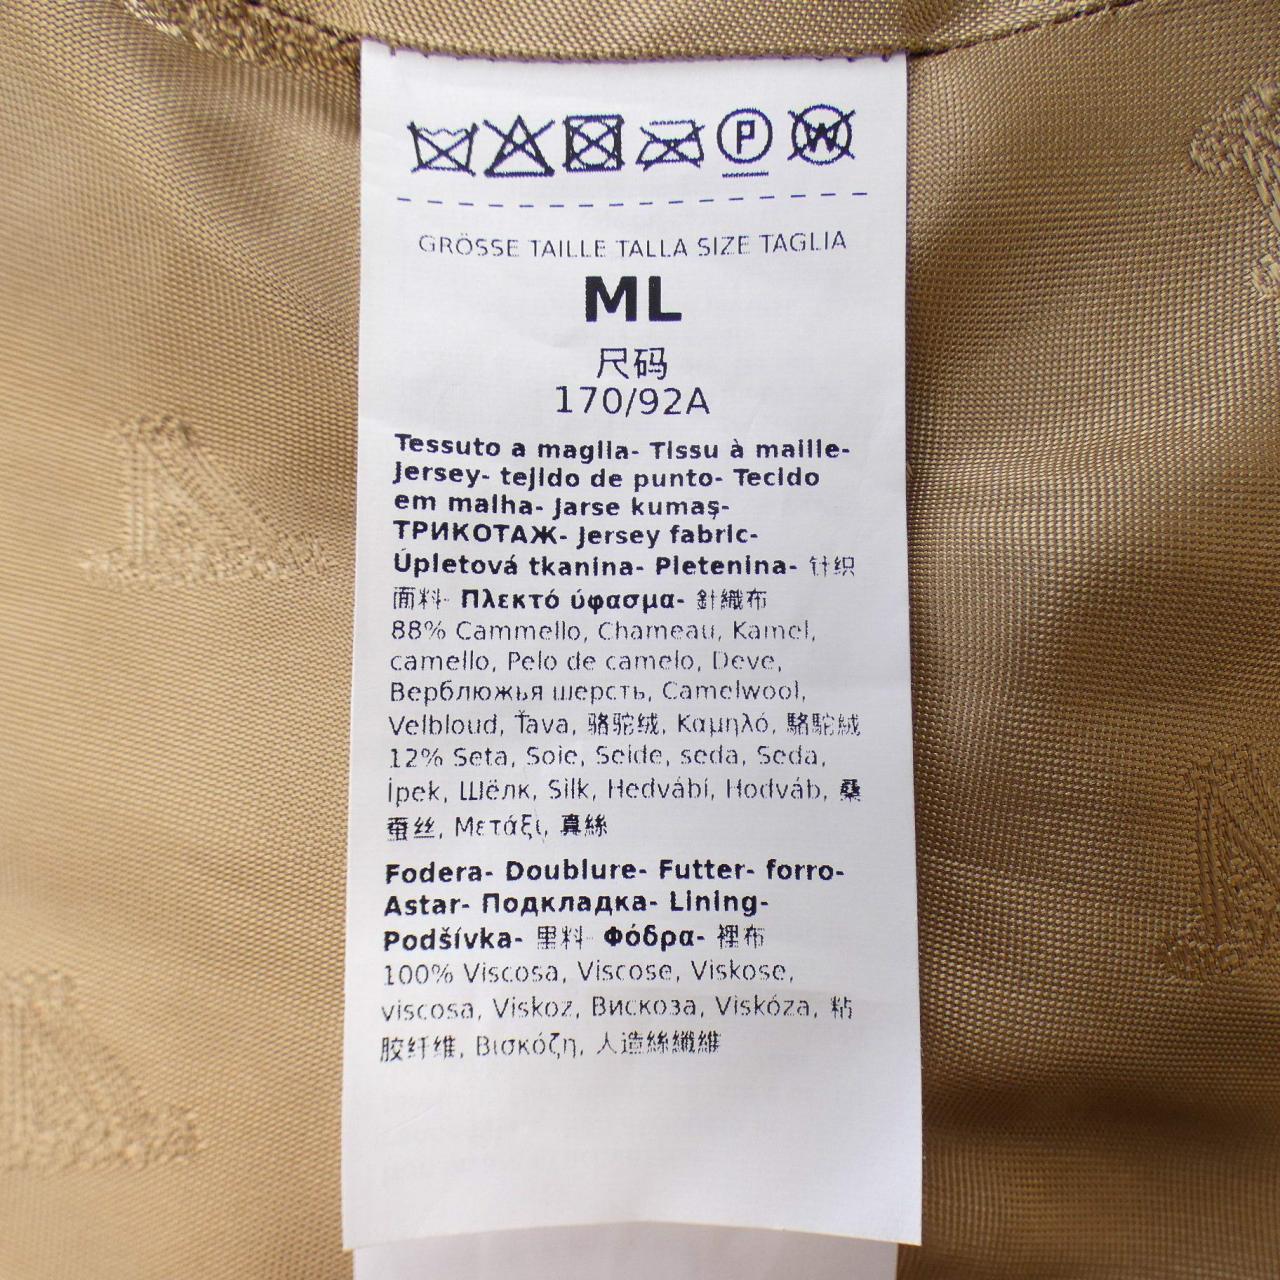 P W
GRÖSSE TAILLE TALLA SIZE TAGLIA
ML
尺码
170/92A
Tessuto a maglia- Tissu à maille-
Jersey- tejido de punto- Tecido
em malha- Jarse kumaş-
ТРИКОТАЖ- Jersey fabric-
Úpletová tkanina- Pletenina- 针织
面料- Πλεκτό ύφασμα- 針織布
88% Cammello, Chameau, Kamel,
camello, Pelo de camelo, Deve,
Верблюжья шерсть, Camelwool,
Velbloud, Ťava, 骆驼绒, Καμηλό, 駱駝絨
12% Seta, Soie, Seide, seda, Seda,
İpek, Шёлк, Silk, Hedvábí, Hodváb, 桑
蚕丝, Μετάξι, 真絲
Fodera- Doublure- Futter- forro-
Astar- Подкладка- Lining-
Podšívka- 里料- Φόδρα- 裡布
100% Viscosa, Viscose, Viskose,
viscosa, Viskoz, Вискоза, Viskóza, 粘
胶纤维, Βισκόζη, 人造絲纖維